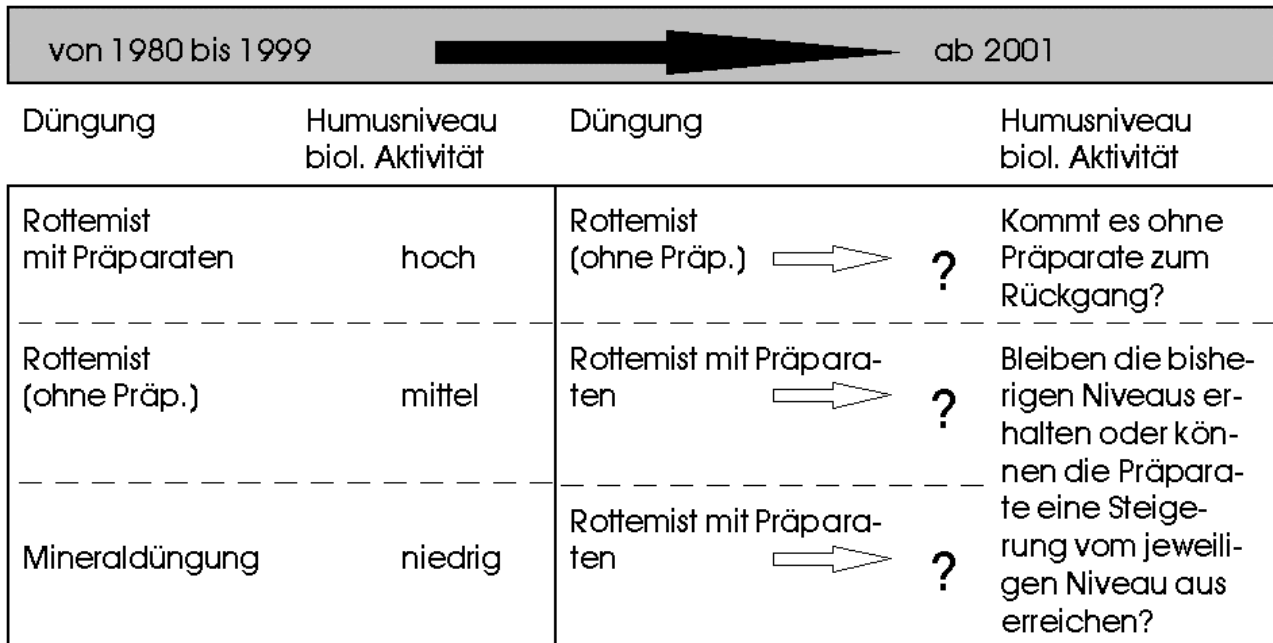 von 1980 bis 1999 ab 2001
Düngung Humusniveau Düngung Humusniveau
biol. Aktivität biol. Aktivität
Rottemist Rottemist Kommt es ohne
mit Präparaten hoch (ohne Präp.) ? Präparate zum
Rückgang?
Rottemist Rottemist mit Präpara- Bleiben die bishe-
(ohne Präp.) mittel ten ? rigen Niveaus er-
halten oder kön-
nen die Präpara-
Rottemist mit Präpara- te eine Steige-
Mineraldüngung niedrig ten ? rung vom jeweili-
gen Niveau aus
erreichen?